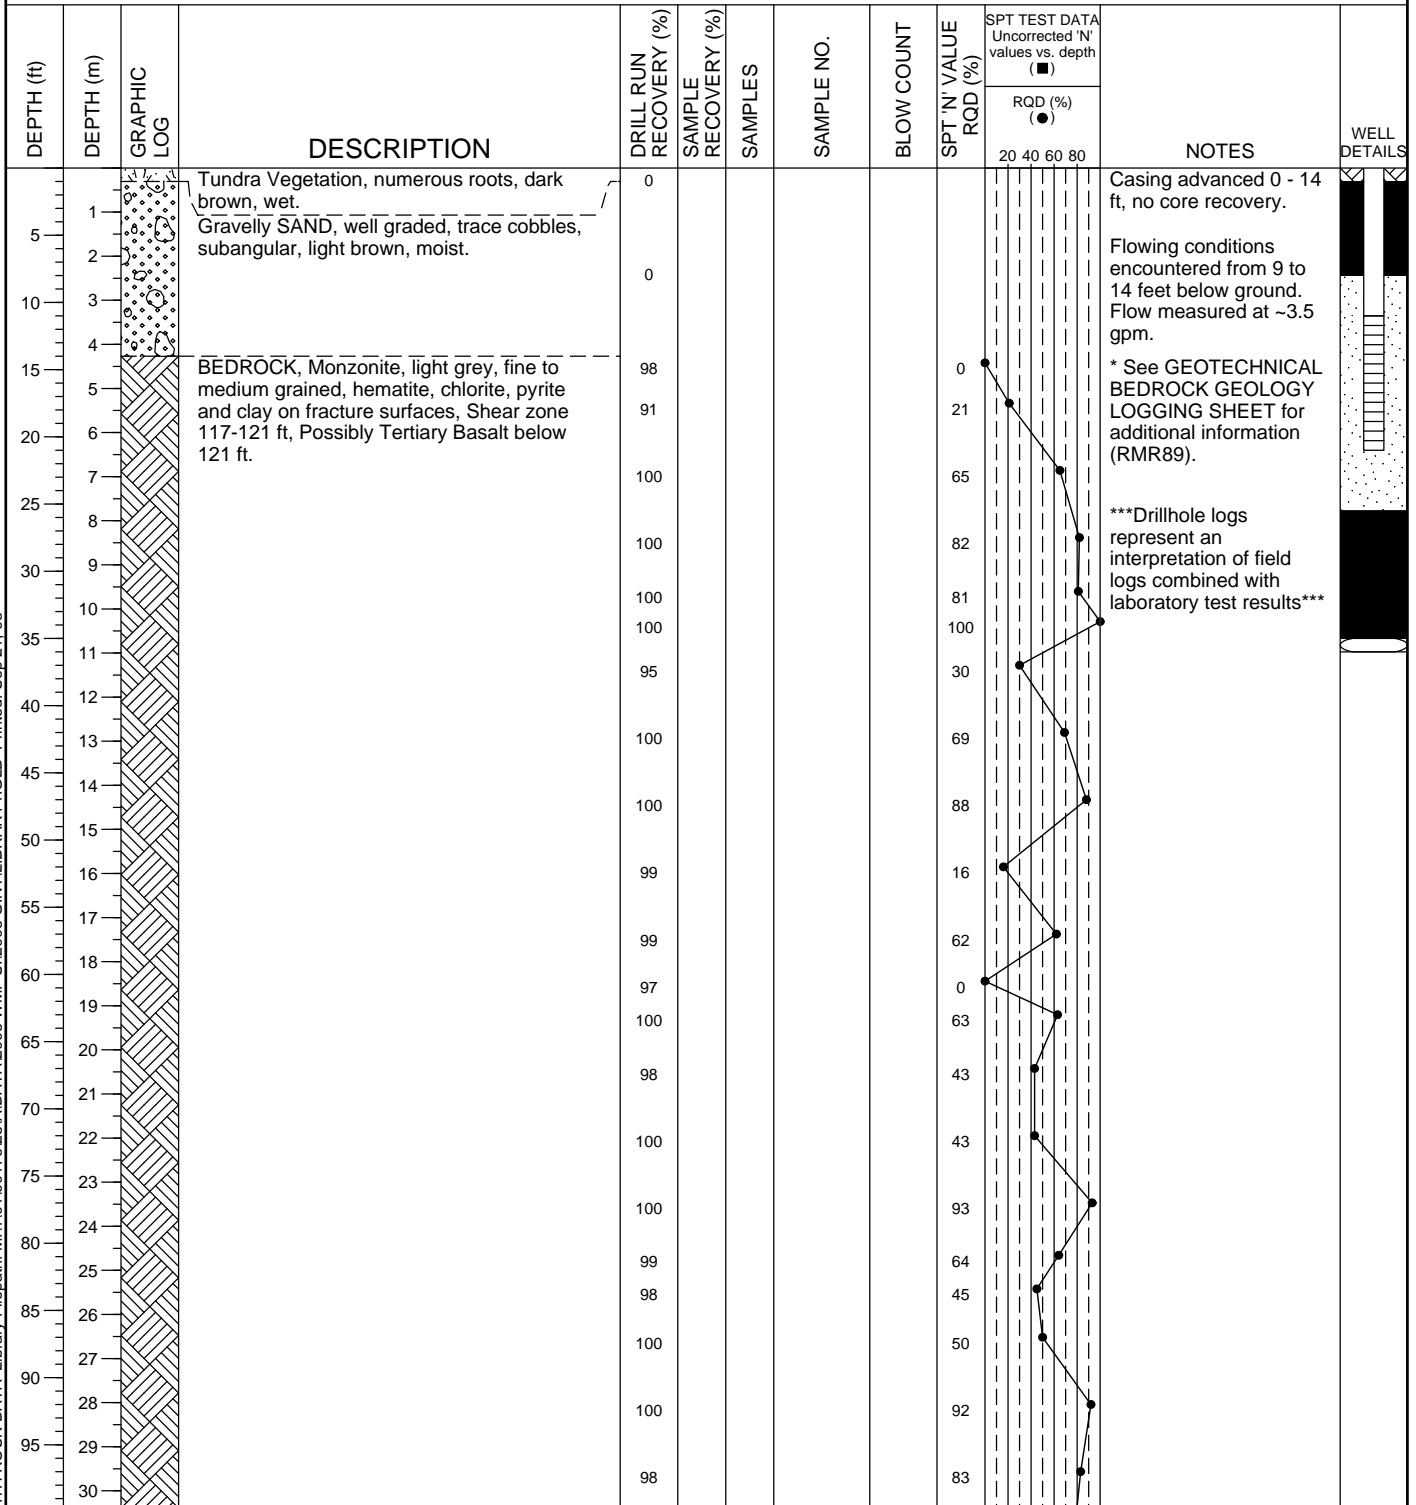 DEPTH (ft)
DEPTH (m)
GRAPHIC
LOG
DESCRIPTION
DRILL RUN
RECOVERY (%)
SAMPLE
RECOVERY (%)
SAMPLES
SAMPLE NO.
BLOW COUNT
SPT 'N' VALUE
RQD (%)
SPT TEST DATA
Uncorrected 'N'
values vs. depth
( ■ )
RQD (%)
( ● )
20 40 60 80
NOTES
WELL
DETAILS
5
10
15
20
25
30
35
40
45
50
55
60
65
70
75
80
85
90
95
1
2
3
4
5
6
7
8
9
10
11
12
13
14
15
16
17
18
19
20
21
22
23
24
25
26
27
28
29
30
Tundra Vegetation, numerous roots, dark
brown, wet.
Gravelly SAND, well graded, trace cobbles,
subangular, light brown, moist.
BEDROCK, Monzonite, light grey, fine to
medium grained, hematite, chlorite, pyrite
and clay on fracture surfaces, Shear zone
117-121 ft, Possibly Tertiary Basalt below
121 ft.
0
0
98
91
100
100
100
100
95
100
100
99
99
97
100
98
100
100
99
98
100
100
98
0
21
65
82
81
100
30
69
88
16
62
0
63
43
43
93
64
45
50
92
83
Casing advanced 0 - 14
ft, no core recovery.
Flowing conditions
encountered from 9 to
14 feet below ground.
Flow measured at ~3.5
gpm.
* See GEOTECHNICAL
BEDROCK GEOLOGY
LOGGING SHEET for
additional information
(RMR89).
***Drillhole logs
represent an
interpretation of field
logs combined with
laboratory test results***